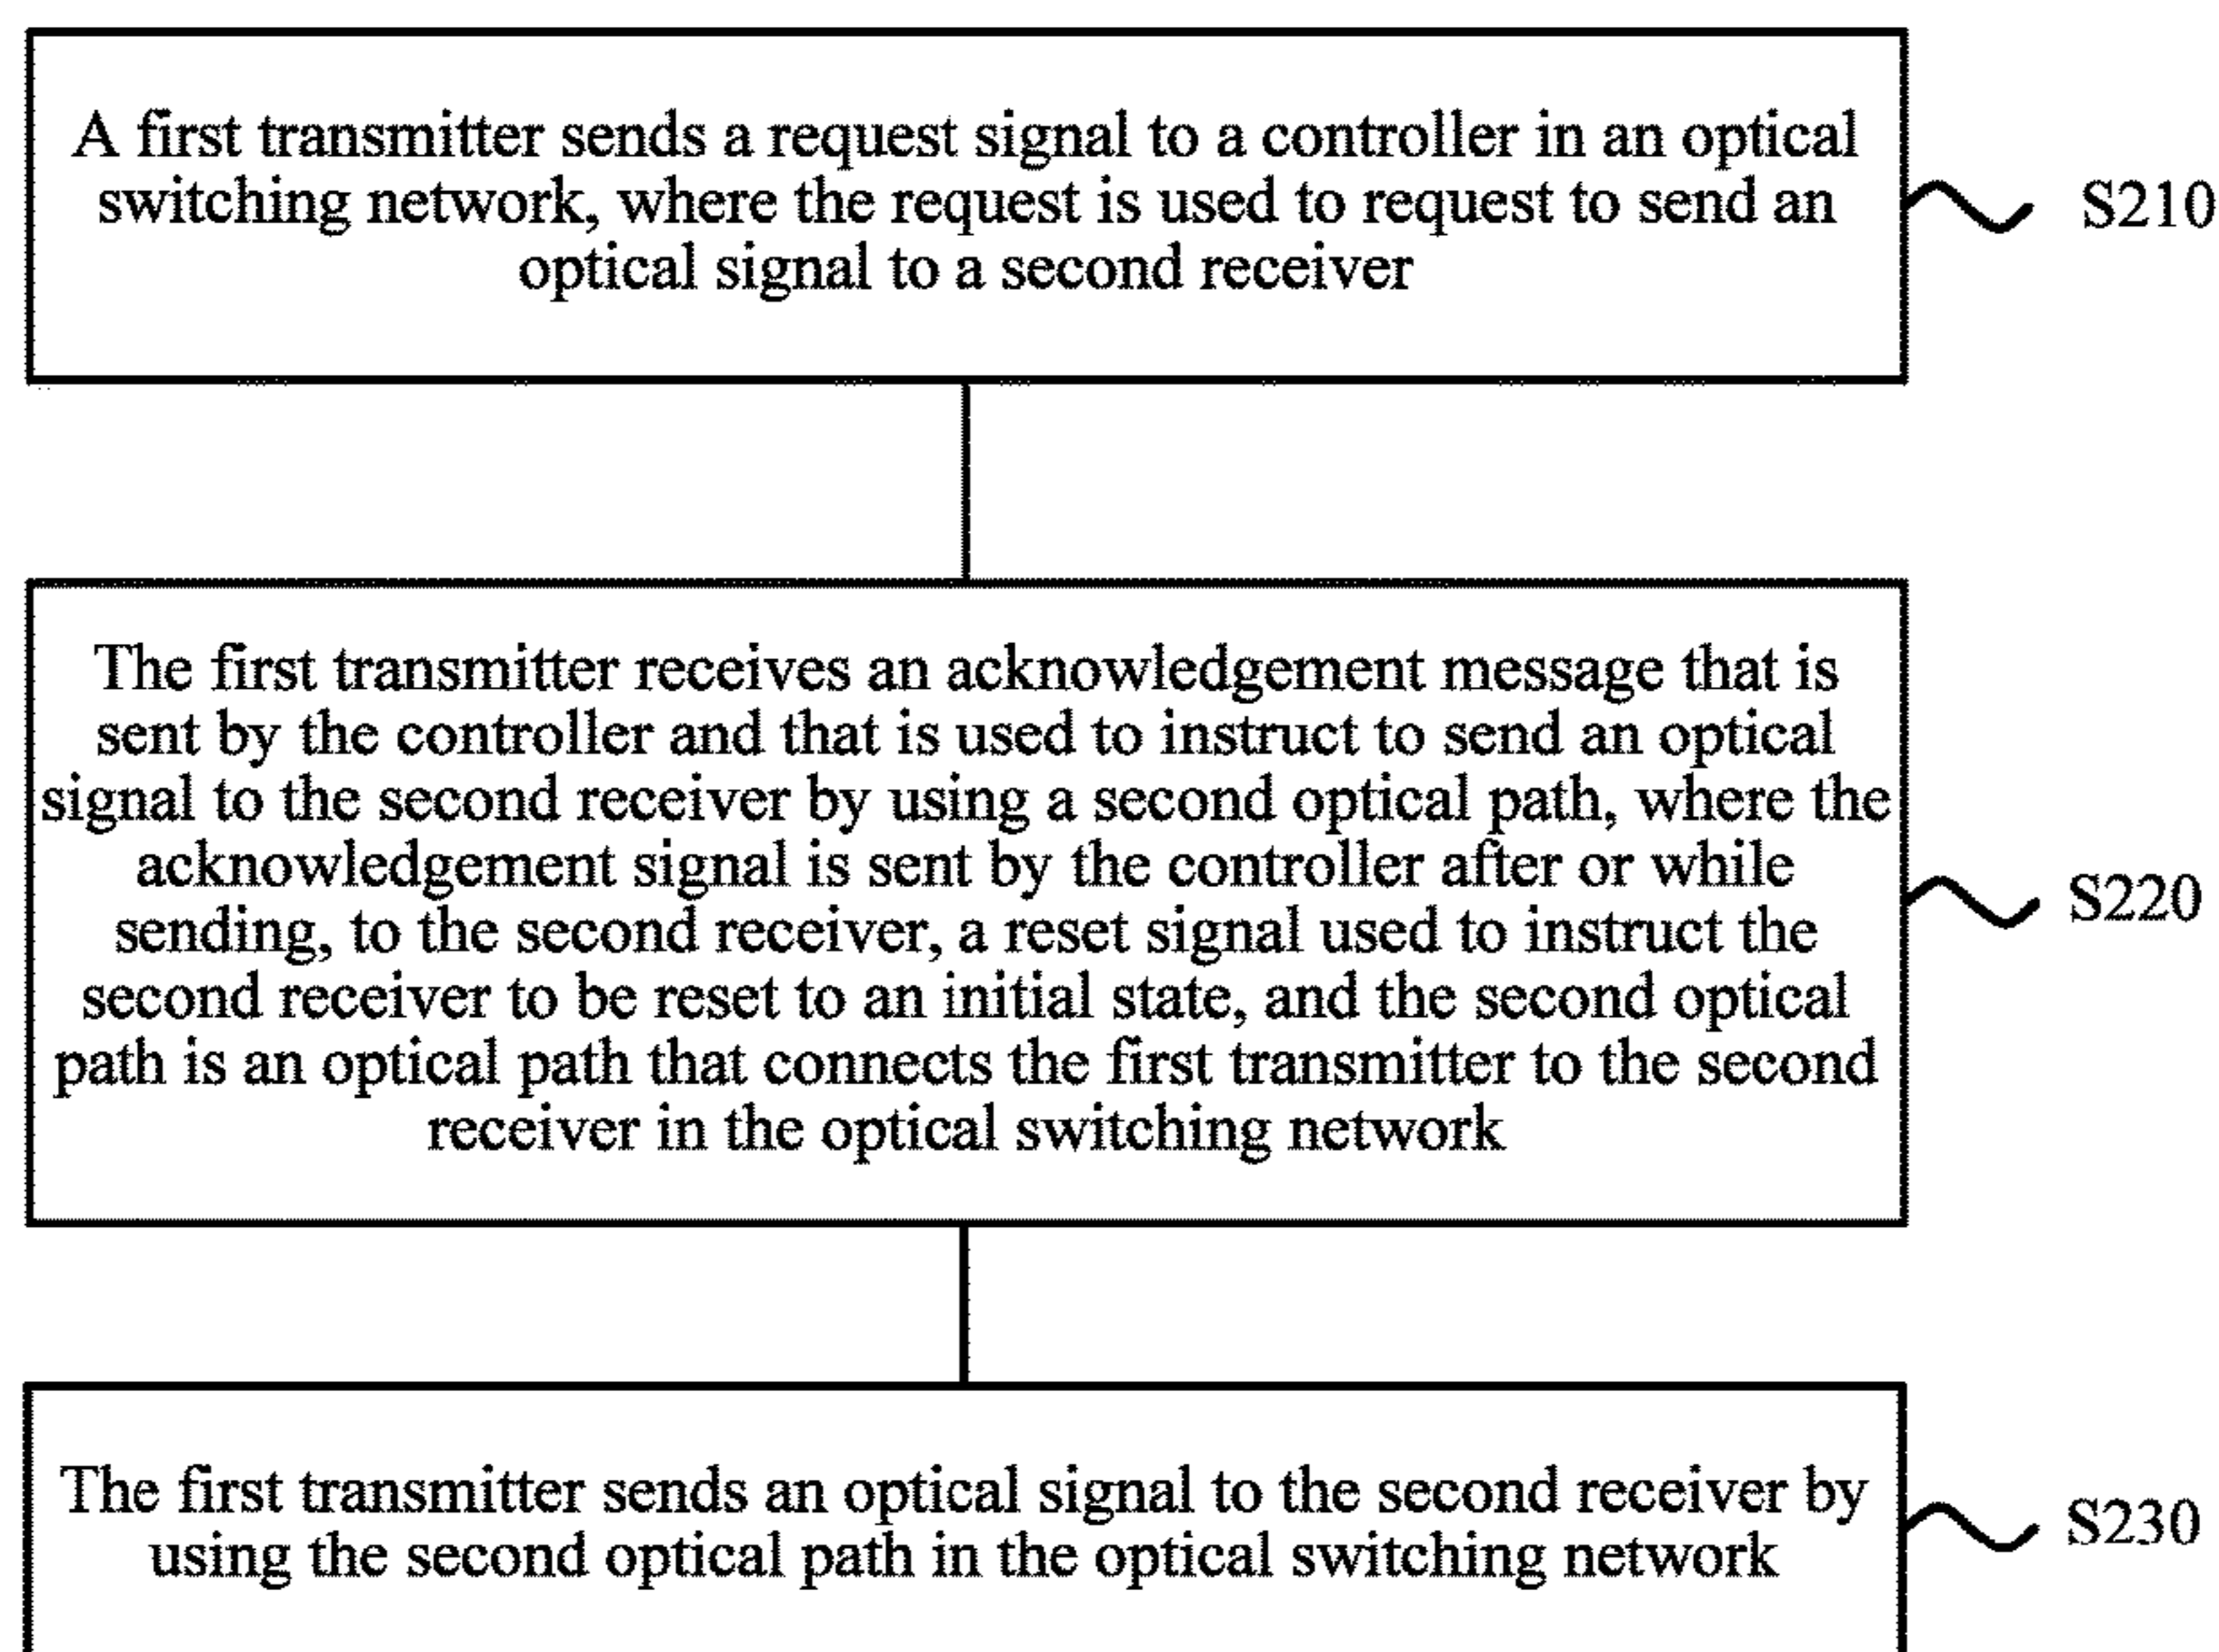 A first transmitter sends a request signal to a controller in an optical
switching network, where the request is used to request to send an
optical signal to a second receiver
S210
The first transmitter receives an acknowledgement message that is
sent by the controller and that is used to instruct to send an optical
signal to the second receiver by using a second optical path, where the
acknowledgement signal is sent by the controller after or while
sending, to the second receiver, a reset signal used to instruct the
second receiver to be reset to an initial state, and the second optical
path is an optical path that connects the first transmitter to the second
receiver in the optical switching network
S220
The first transmitter sends an optical signal to the second receiver by
using the second optical path in the optical switching network
S230